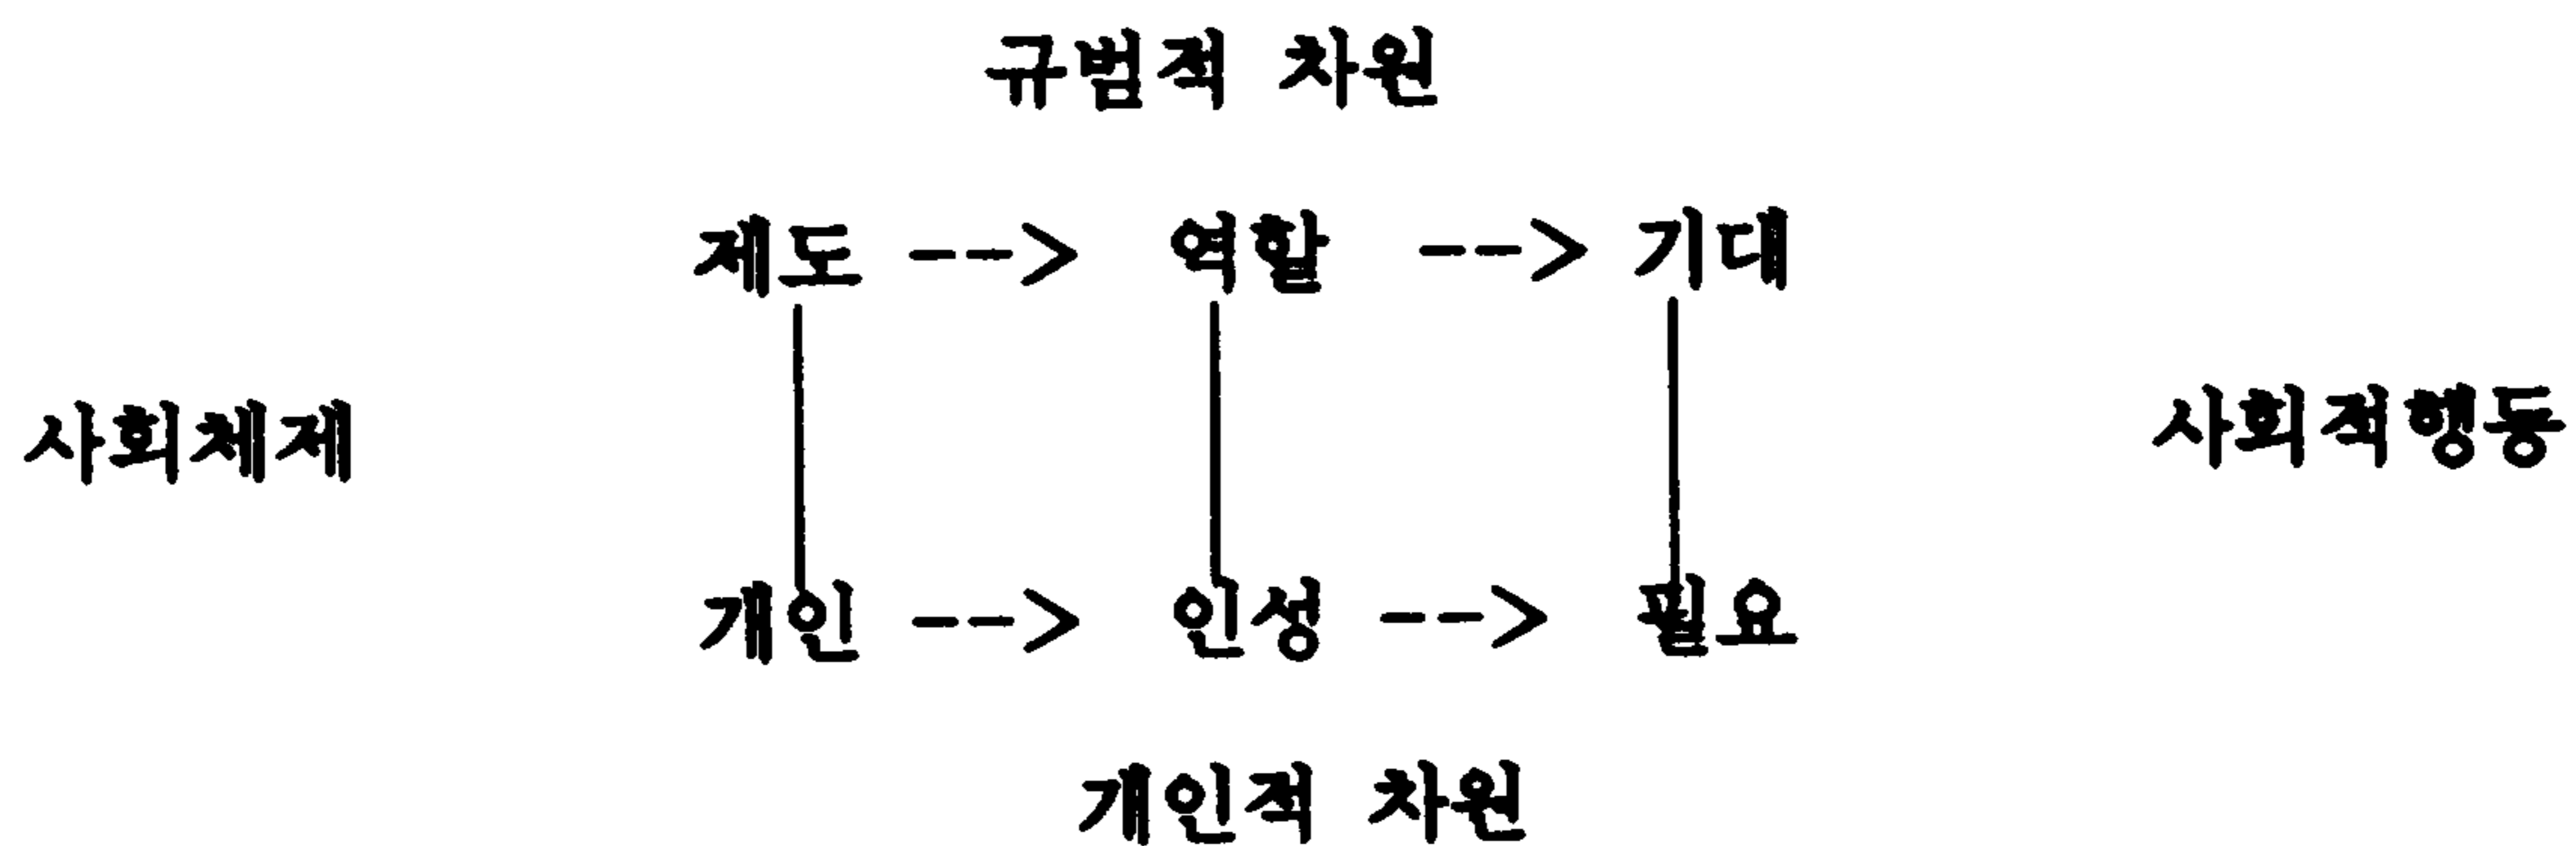 규범적 차원
제도 --> 역할 --> 기대
사회체제 사회적행동
개인 --> 인성 --> 필요
개인적 차원